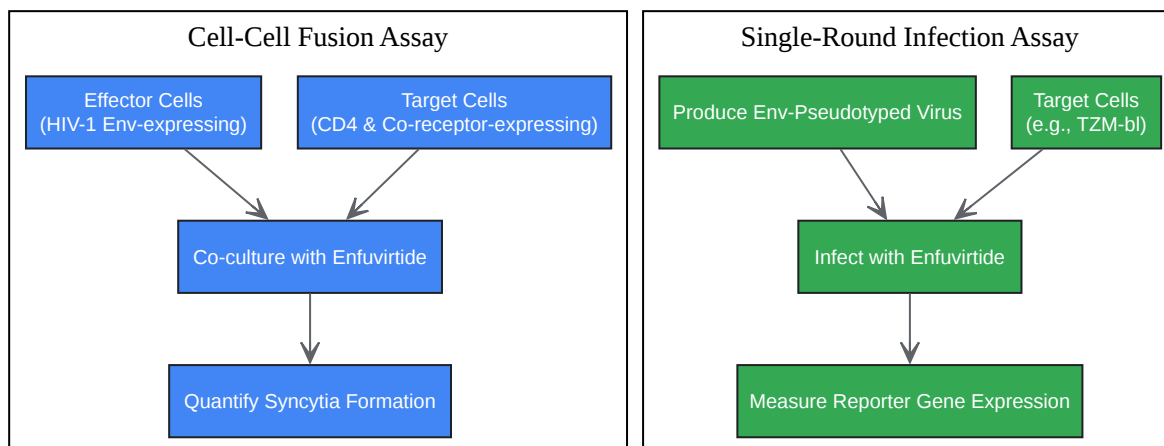 Cell-Cell Fusion Assay
Effector Cells
(HIV-1 Env-expressing)
Target Cells
(CD4 & Co-receptor-expressing)
Co-culture with Enfuvirtide
Quantify Syncytia Formation
Single-Round Infection Assay
Produce Env-Pseudotyped Virus
Target Cells
(e.g., TZM-bl)
Infect with Enfuvirtide
Measure Reporter Gene Expression